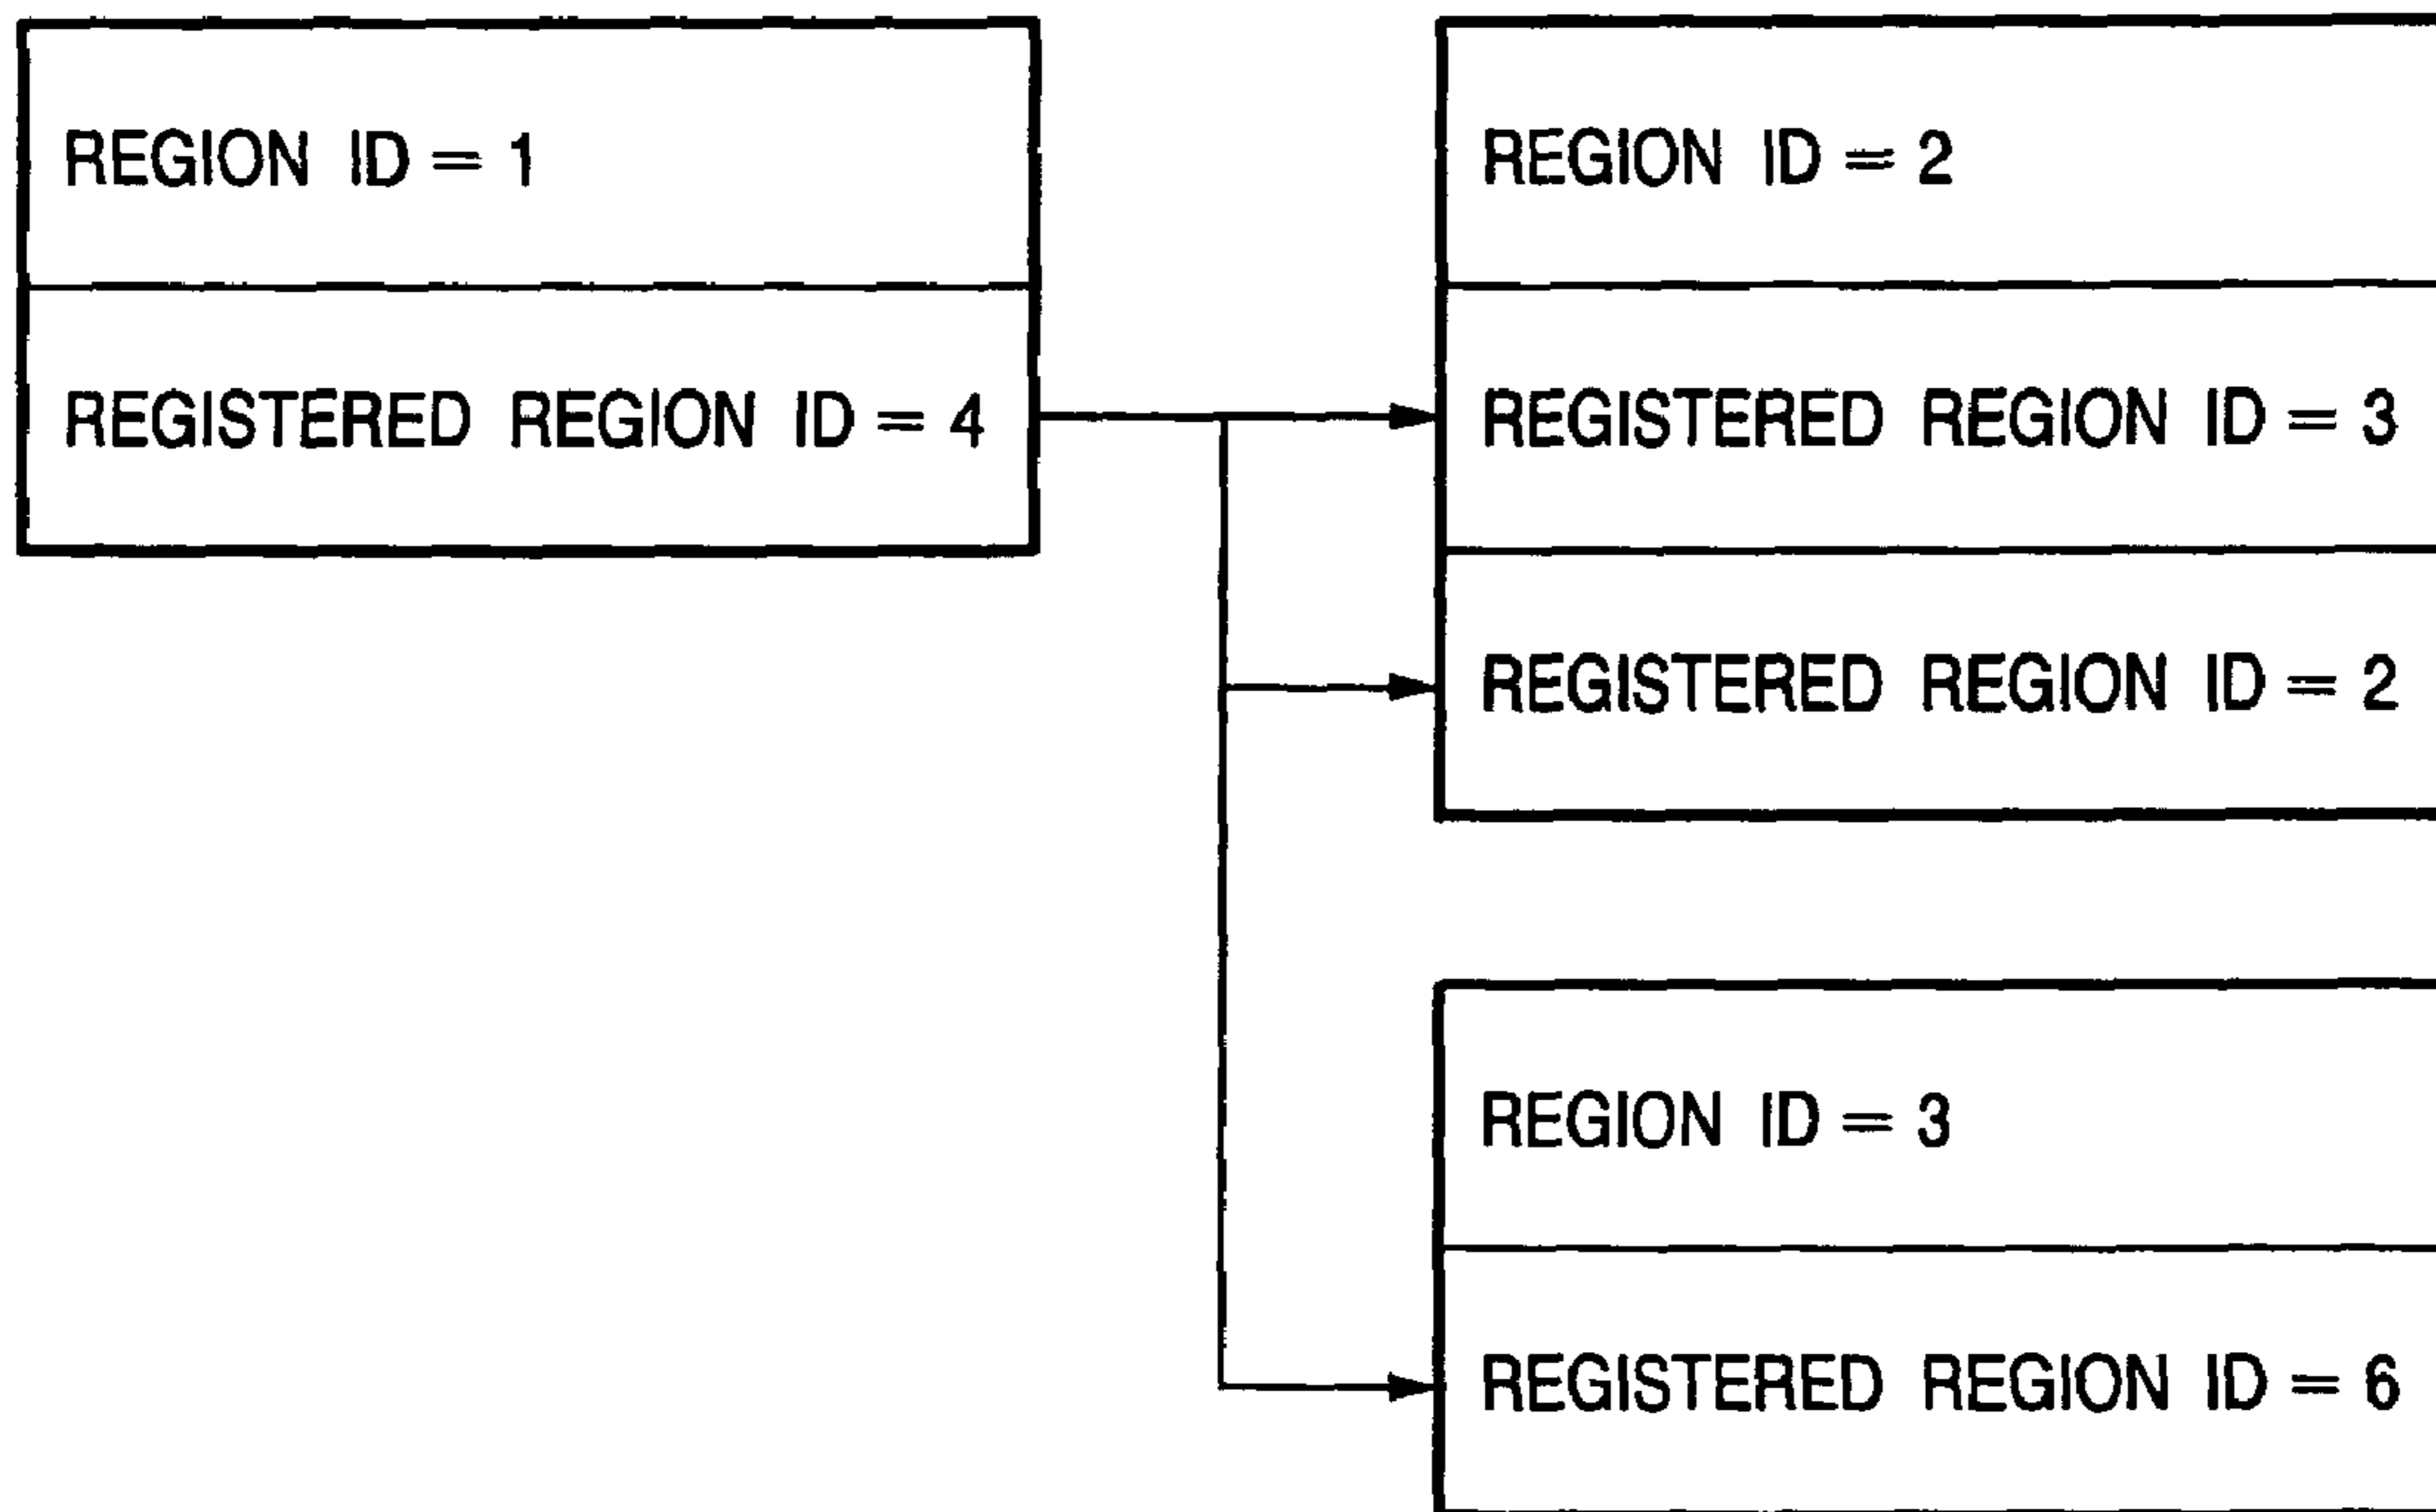 REGION ID = 1
REGISTERED REGION ID = 4
REGION ID = 2
REGISTERED REGION ID = 3
REGISTERED REGION ID = 2
REGION ID = 3
REGISTERED REGION ID = 6